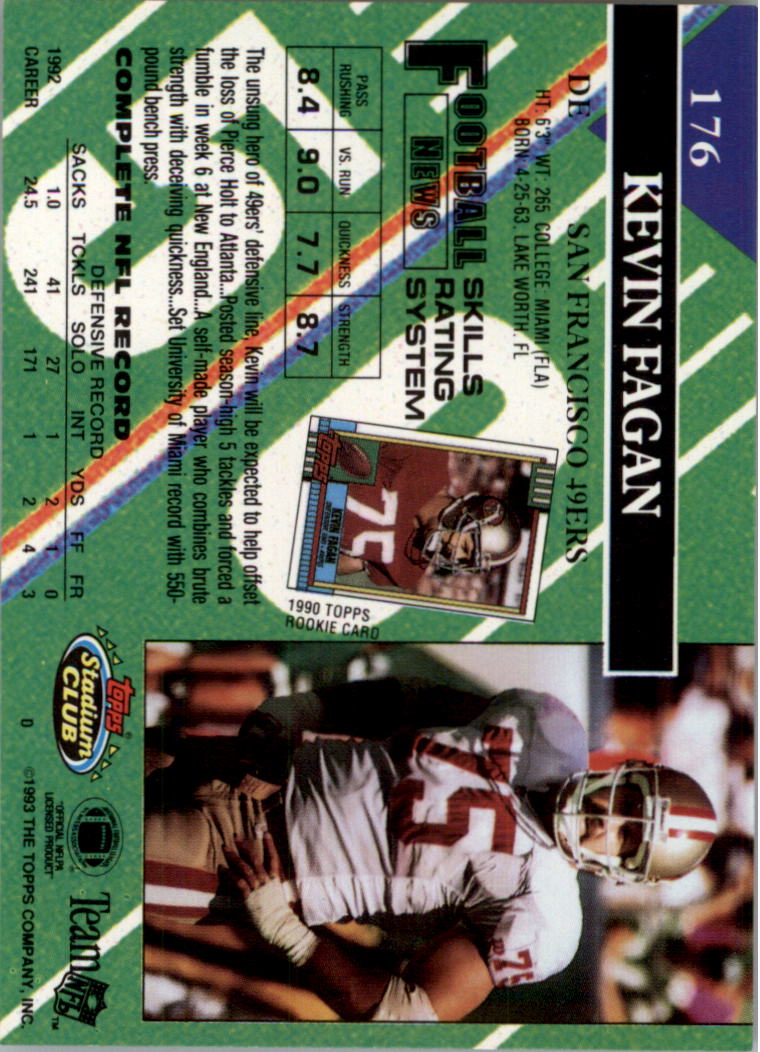 176
KEVIN FAGAN
DE SAN FRANCISCO 49ERS
HT: 6'3" WT: 265 COLLEGE: MIAMI (FLA)
BORN: 4-25-63, LAKE WORTH, FL
FOOTBALL NEWS
SKILLS
RATING
SYSTEM
PASS RUSHING VS. RUN QUICKNESS STRENGTH
8.4 9.0 7.7 8.7
TOPPS
KEVIN FAGAN
75
1990 TOPPS
ROOKIE CARD
The unsung hero of 49ers' defensive line, Kevin will be expected to help offset
the loss of Pierce Holt to Atlanta...Posted season-high 5 tackles and forced a
fumble in week 6 at New England...A self-made player who combines brute
strength with deceiving quickness...Set University of Miami record with 550-
pound bench press.
COMPLETE NFL RECORD
DEFENSIVE RECORD
SACKS TCKLS SOLO INT YDS FF FR
1992 1.0 41 27 1 2 1 0
CAREER 24.5 241 171 1 2 4 3
75
75
TOPPS®
Stadium
CLUB
"OFFICIAL NFLPA
LICENSED PRODUCT"
Team NFL™
D
©1993 THE TOPPS COMPANY, INC.